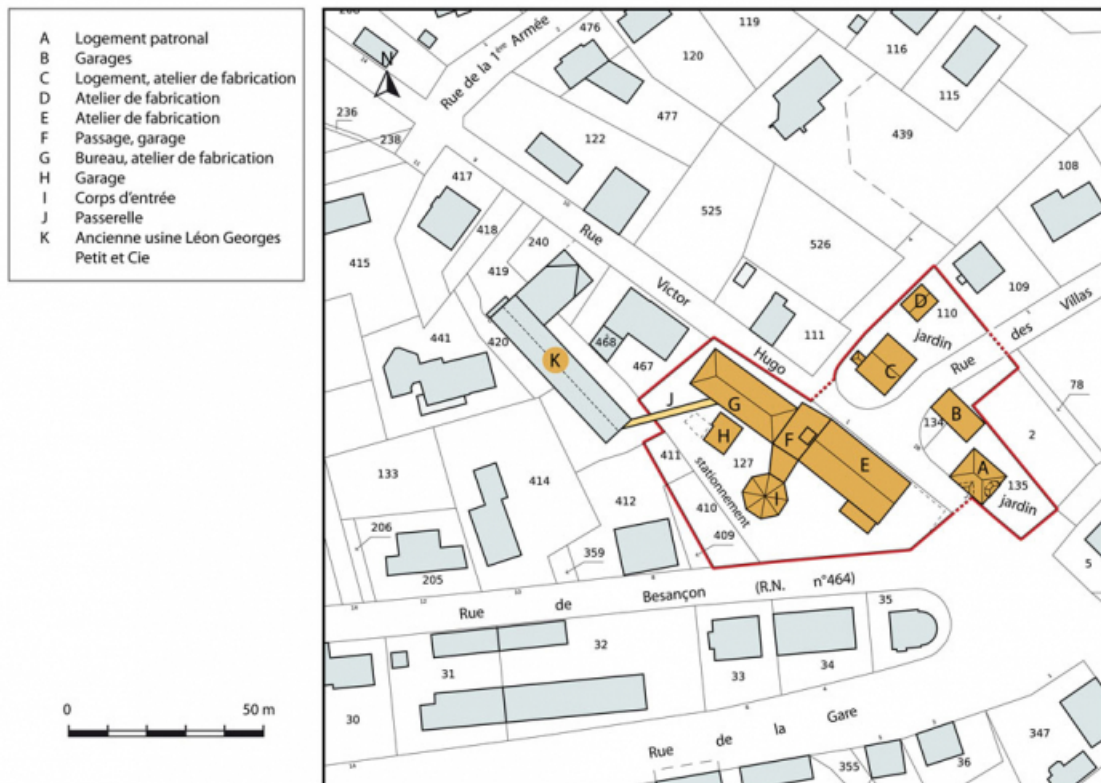 A Logement patronal
B Garages
C Logement, atelier de fabrication
D Atelier de fabrication
E Atelier de fabrication
F Passage, garage
G Bureau, atelier de fabrication
H Garage
I Corps d'entrée
J Passerelle
K Ancienne usine Léon Georges
Petit et Cie
0 50 m
N
Rue de la 1ère Armée
476
119
120
116
115
236
238
477
439
122
417
108
418
525
Rue Victor Hugo
240
526
415
419
109
Rue des Villas
D
110
jardin
111
441
420
K
468
467
C
J
G
B
78
134
2
H
F
E
A
127
135
jardin
411
stationnement
I
133
414
412
410
206
359
409
205
5
Rue de Besançon (R.N. n°464)
35
32
31
33
34
30
Rue de la Gare
347
355
36